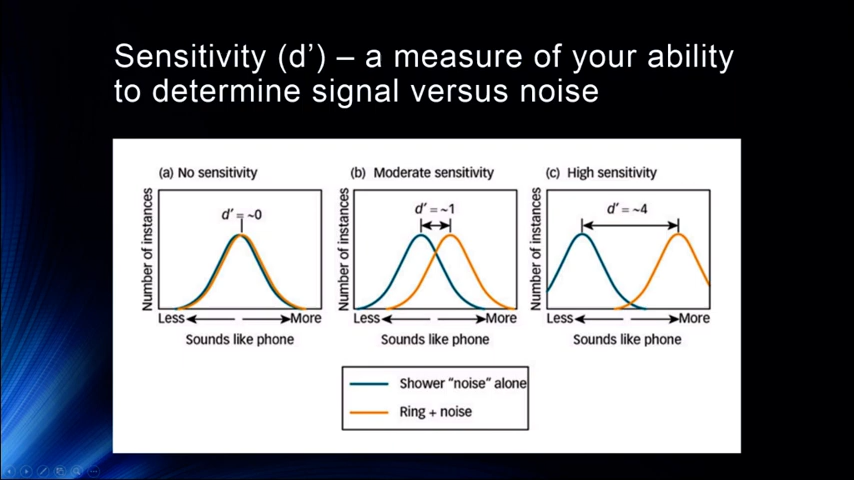 Sensitivity (d’) – a measure of your ability
to determine signal versus noise
(a) No sensitivity
Number of instances
d′ = ~0
Less
More
Sounds like phone
(b) Moderate sensitivity
Number of instances
d′ = ~1
Less
More
Sounds like phone
(c) High sensitivity
Number of instances
d′ = ~4
Less
More
Sounds like phone
Shower “noise” alone
Ring + noise